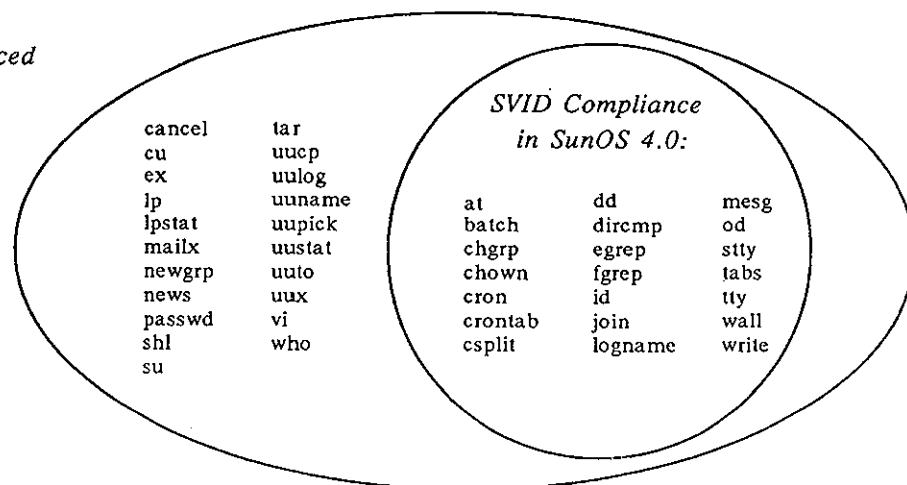 ced
cancel tar
cu uucp
ex uulog
lp uuname
lpstat uupick
mailx uustat
newgrp uuto
news uux
passwd vi
shl who
su
SVID Compliance
in SunOS 4.0:
at dd mesg
batch dircmp od
chgrp egrep stty
chown fgrep tabs
cron id tty
crontab join wall
csplit logname write